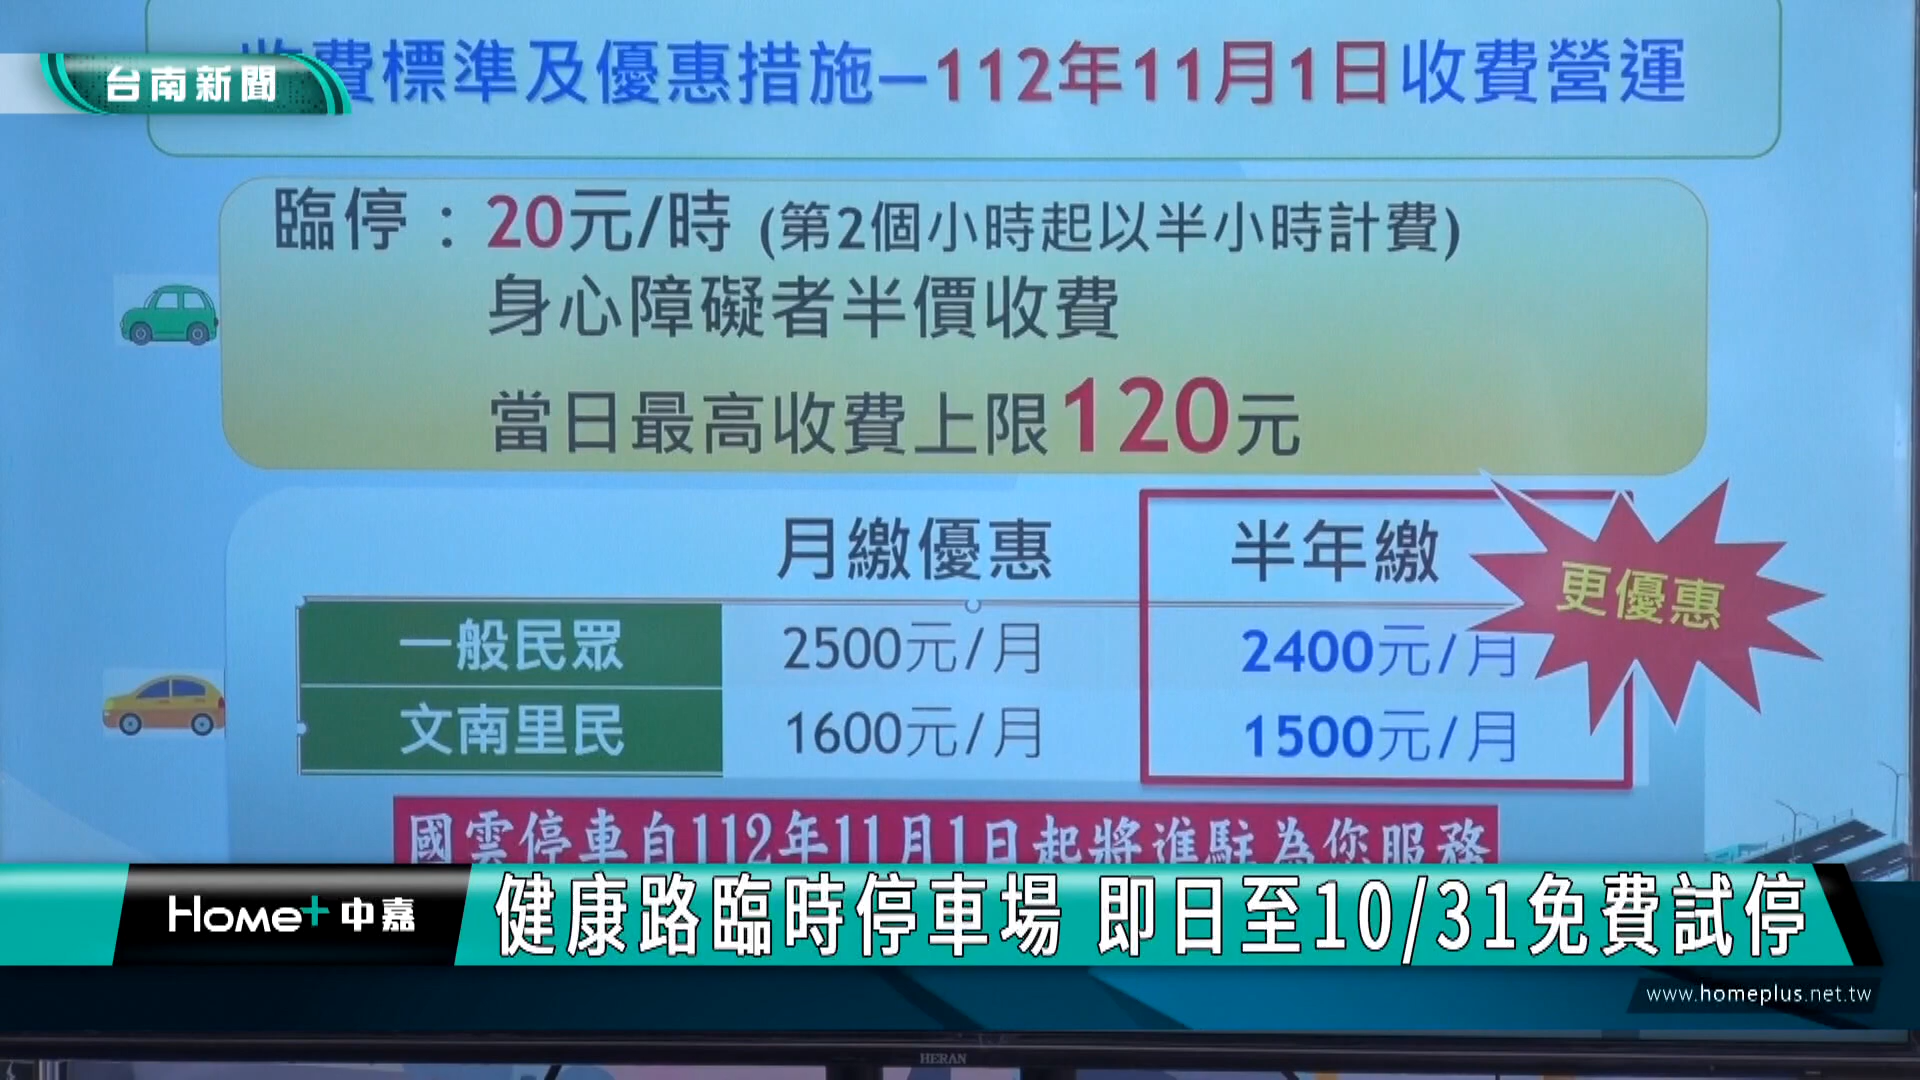 收費標準及優惠措施—112年11月1日收費營運
台南新聞
臨停：20元/時 (第2個小時起以半小時計費)
身心障礙者半價收費
當日最高收費上限120元
月繳優惠 半年繳
更優惠
一般民眾 2500元/月 2400元/月
文南里民 1600元/月 1500元/月
國雲停車自112年11月1日起將進駐為您服務
Home+中嘉 健康路臨時停車場 即日至10/31免費試停
www.homeplus.net.tw
HERAN